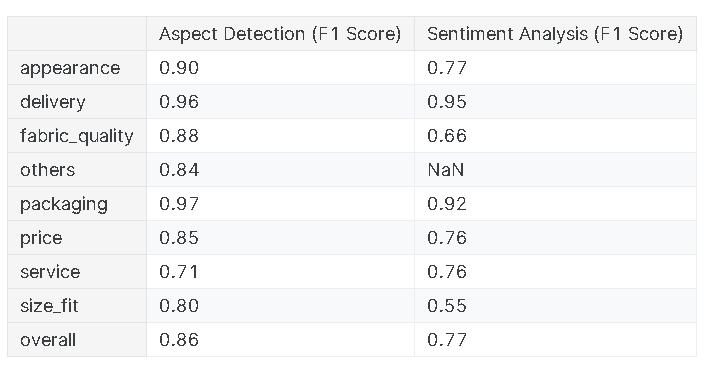 Aspect Detection (F1 Score) Sentiment Analysis (F1 Score)
appearance 0.90 0.77
delivery 0.96 0.95
fabric_quality 0.88 0.66
others 0.84 NaN
packaging 0.97 0.92
price 0.85 0.76
service 0.71 0.76
size_fit 0.80 0.55
overall 0.86 0.77